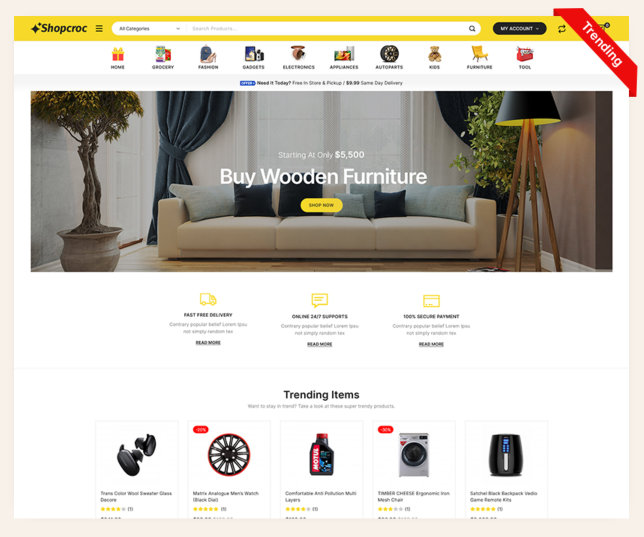 Shopcroc
All Categories
Search Products...
MY ACCOUNT
0
Trending
HOME
GROCERY
FASHION
GADGETS
ELECTRONICS
APPLIANCES
AUTOPARTS
KIDS
FURNITURE
TOOL
OFFER
Need It Today? Free In Store & Pickup / $9.99 Same Day Delivery
Starting At Only $5,500
Buy Wooden Furniture
SHOP NOW
FAST FREE DELIVERY
Contrary popular belief Lorem Ipsu
not simply random tex
READ MORE
ONLINE 24/7 SUPPORTS
Contrary popular belief Lorem Ipsu
not simply random tex
READ MORE
100% SECURE PAYMENT
Contrary popular belief Lorem Ipsu
not simply random tex
READ MORE
Trending Items
Want to stay in trend? Take a look at these super trendy products.
Trans Color Wool Sweater Glass
Decore
(1)
-20%
Matrix Analogue Men's Watch
(Black Dial)
(1)
MOTUL
Comfortable Anti Pollution Multi
Layers
(1)
-30%
TIMBER CHEESE Ergonomic Iron
Mesh Chair
(1)
Satchel Black Backpack Vadio
Game Remote Kits
(1)